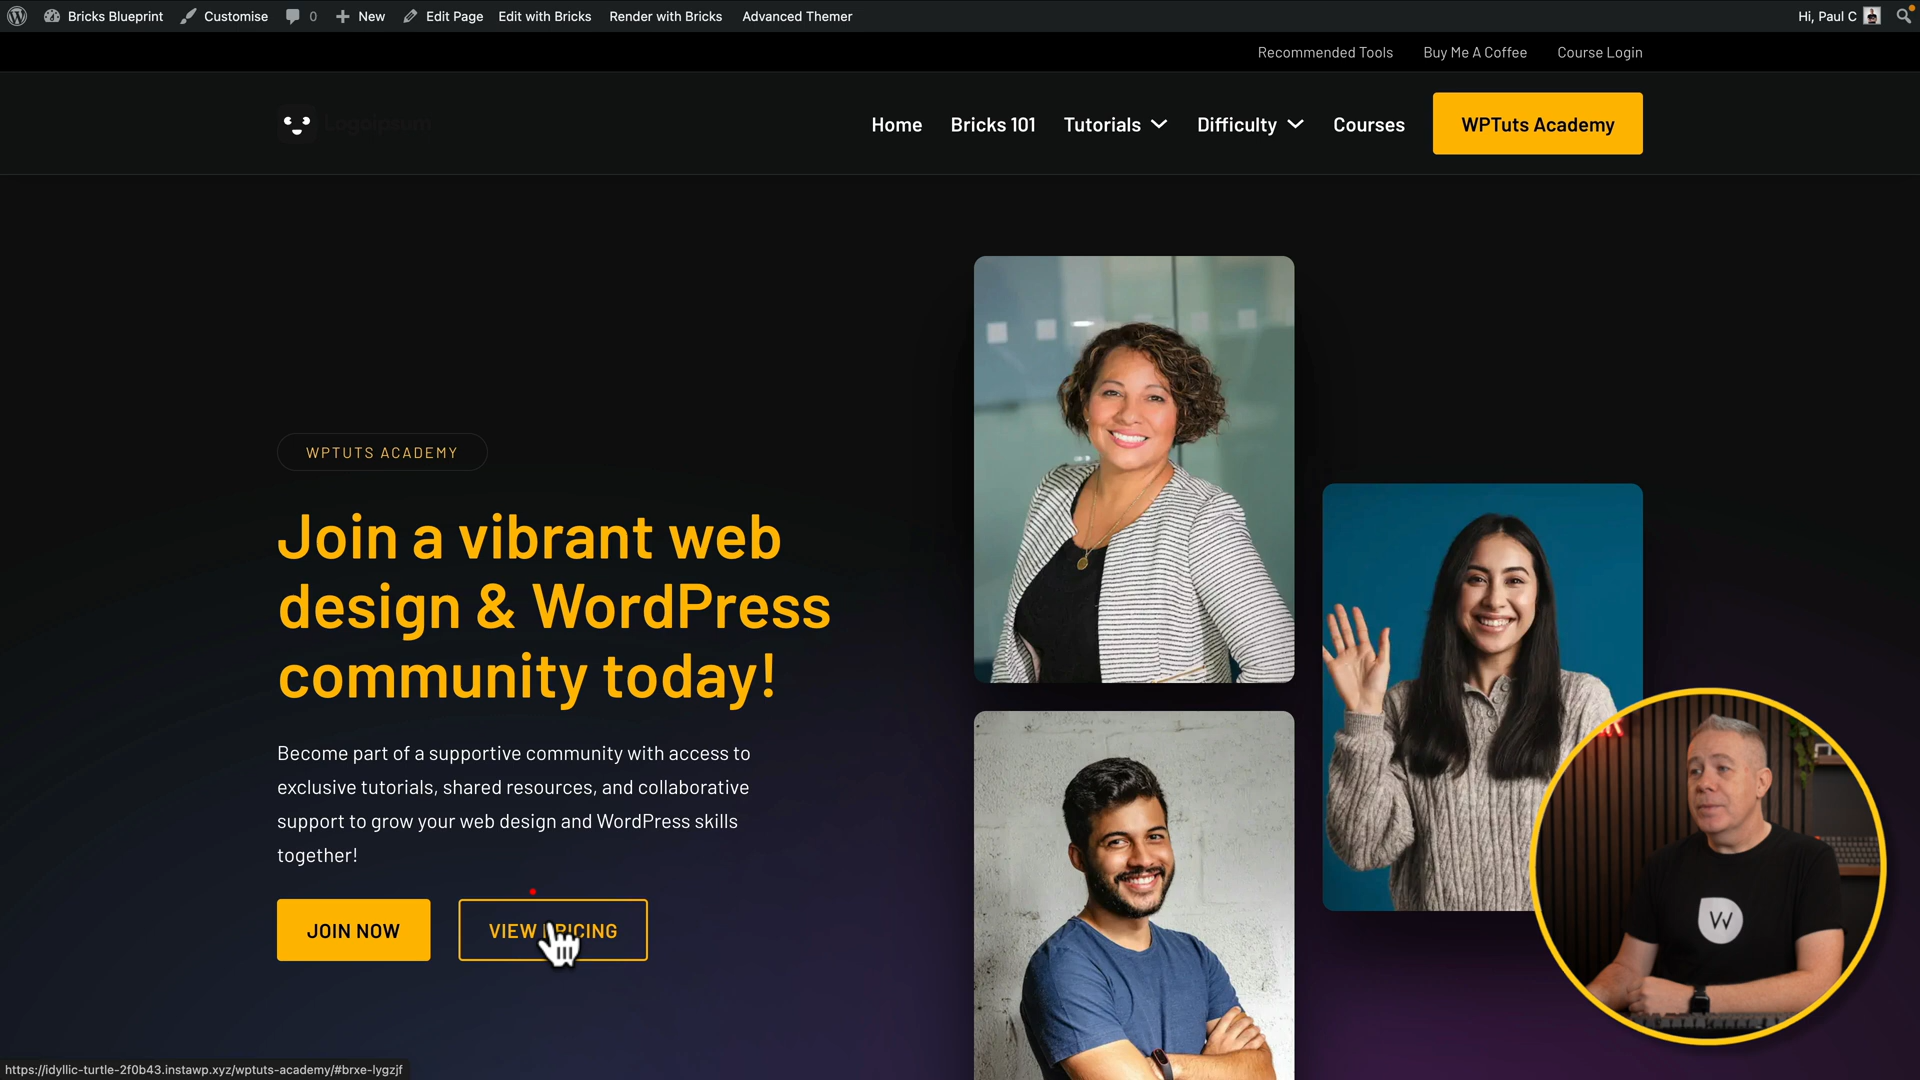 Bricks Blueprint
Customise
0
New
Edit Page
Edit with Bricks
Render with Bricks
Advanced Themer
Hi, Paul C
Recommended Tools
Buy Me A Coffee
Course Login
Logoipsum
Home
Bricks 101
Tutorials
Difficulty
Courses
WPTuts Academy
WPTUTS ACADEMY
Join a vibrant web
design & WordPress
community today!
Become part of a supportive community with access to
exclusive tutorials, shared resources, and collaborative
support to grow your web design and WordPress skills
together!
JOIN NOW
VIEW PRICING
W
https://idyllic-turtle-2f0b43.instawp.xyz/wptuts-academy/#brxe-lygzjf